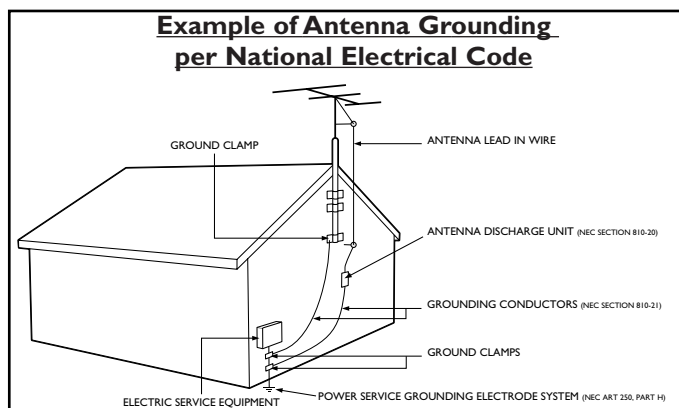 Example of Antenna Grounding
per National Electrical Code
GROUND CLAMP
ANTENNA LEAD IN WIRE
ANTENNA DISCHARGE UNIT (NEC SECTION 810-20)
GROUNDING CONDUCTORS (NEC SECTION 810-21)
GROUND CLAMPS
ELECTRIC SERVICE EQUIPMENT
POWER SERVICE GROUNDING ELECTRODE SYSTEM (NEC ART 250, PART H)